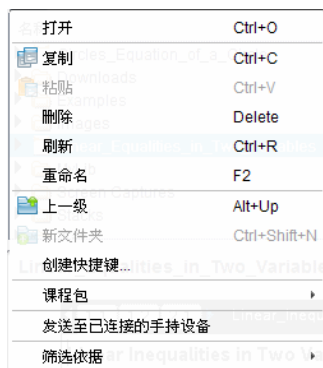 打开 Ctrl+O
复制 Ctrl+C
粘贴 Ctrl+V
删除 Delete
刷新 Ctrl+R
重命名 F2
上一级 Alt+Up
新文件夹 Ctrl+Shift+N
创建快捷键...
课程包
发送至已连接的手持设备
筛选依据